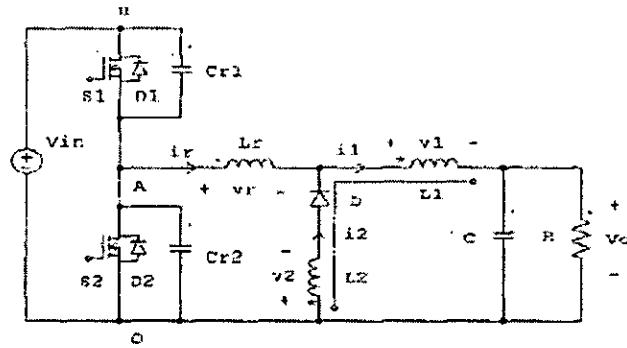 u
Cr1
S1 D1
Vin
ir Lr i1 + v1 -
A + vr - D L1
i2
S2 D2 Cr2 v2 L2 C R Vo
+
-
O